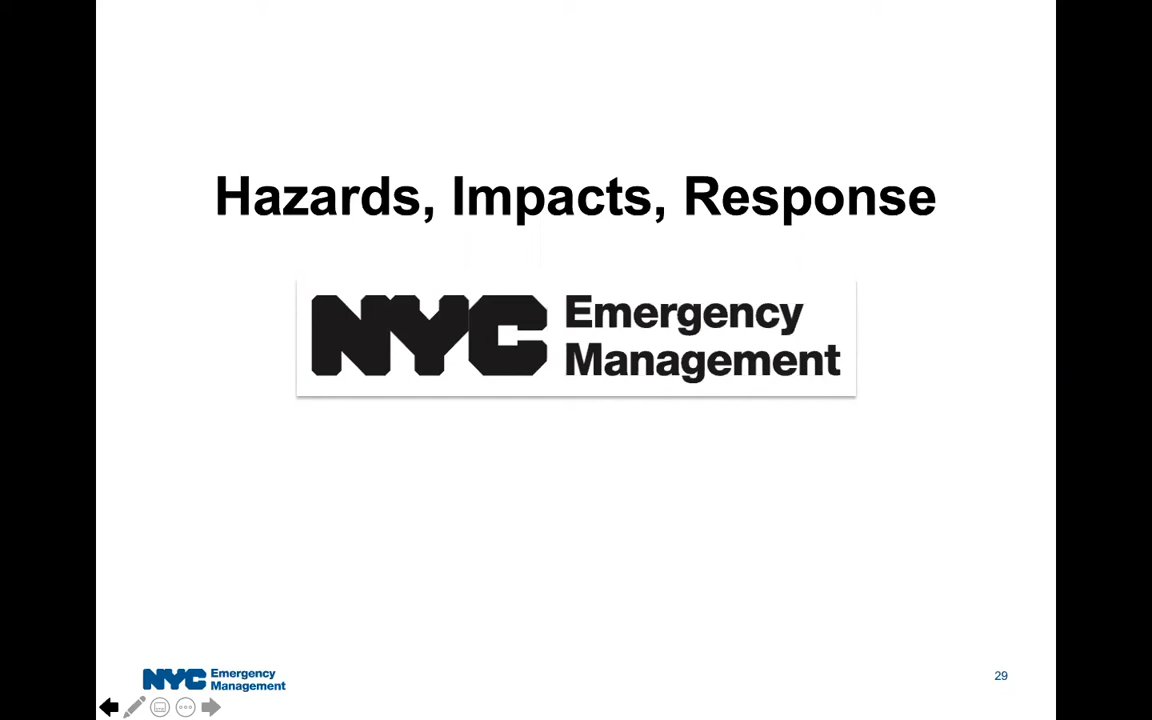 Hazards, Impacts, Response
NYC Emergency
Management
NYC Emergency
Management
29